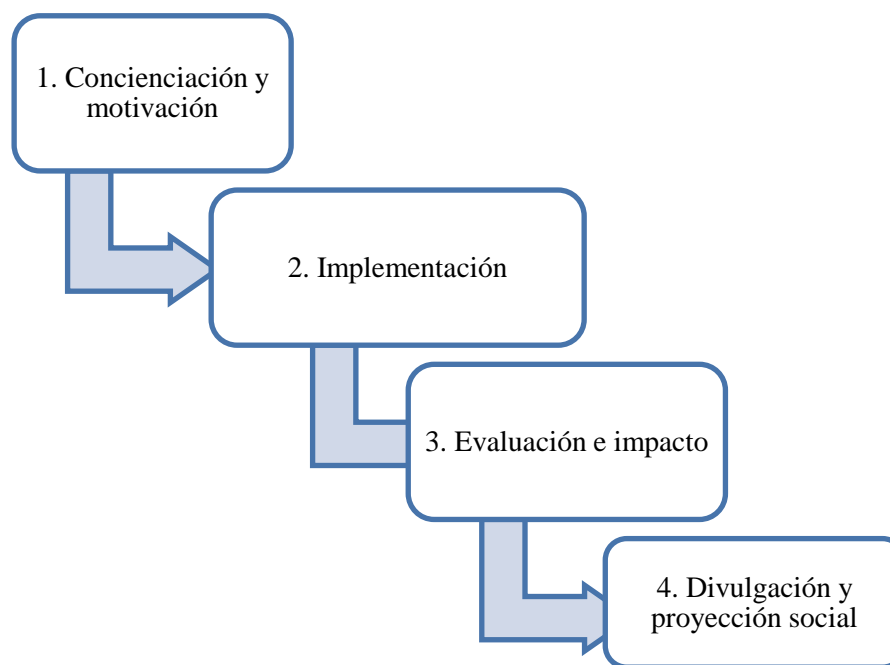 1. Concienciación y
motivación
2. Implementación
3. Evaluación e impacto
4. Divulgación y
proyección social